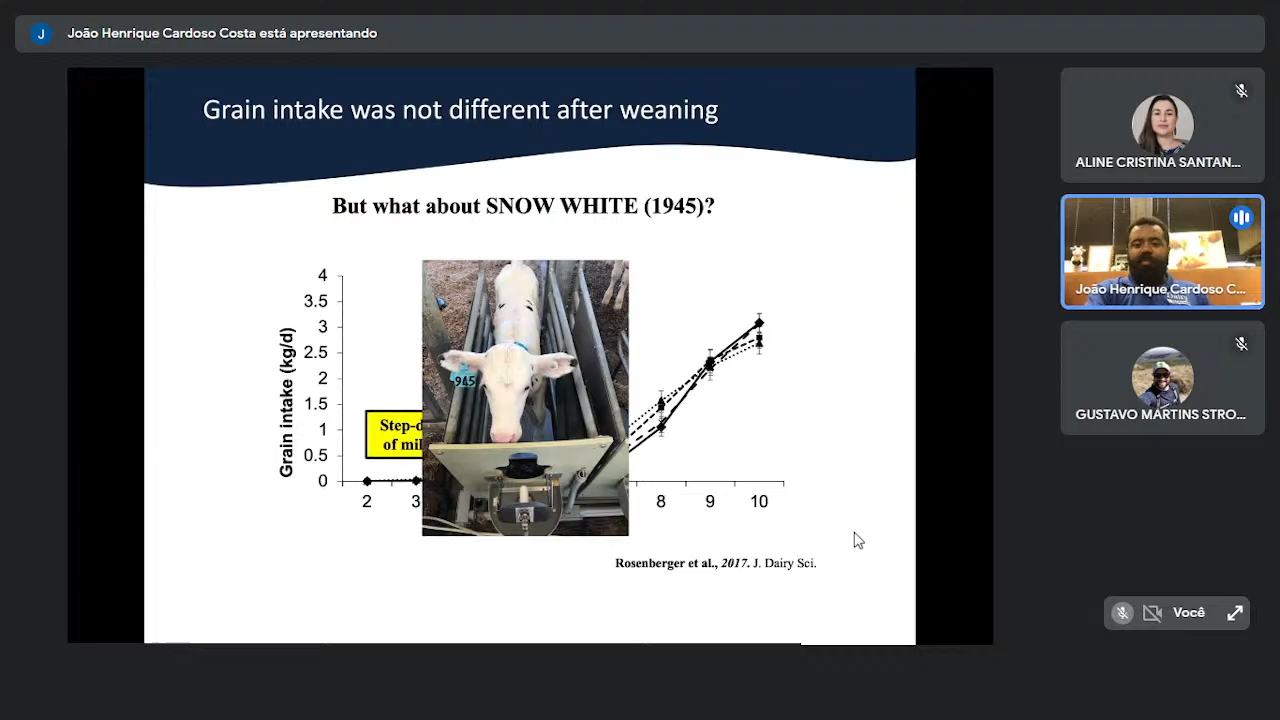 J
João Henrique Cardoso Costa está apresentando
Grain intake was not different after weaning
But what about SNOW WHITE (1945)?
Grain intake (kg/d)
4
3.5
3
2.5
2
1.5
1
0.5
0
Step-d
of mil
945
2
3
8
9
10
Rosenberger et al., 2017. J. Dairy Sci.
ALINE CRISTINA SANTAN...
João Henrique Cardoso C...
GUSTAVO MARTINS STRO...
Você